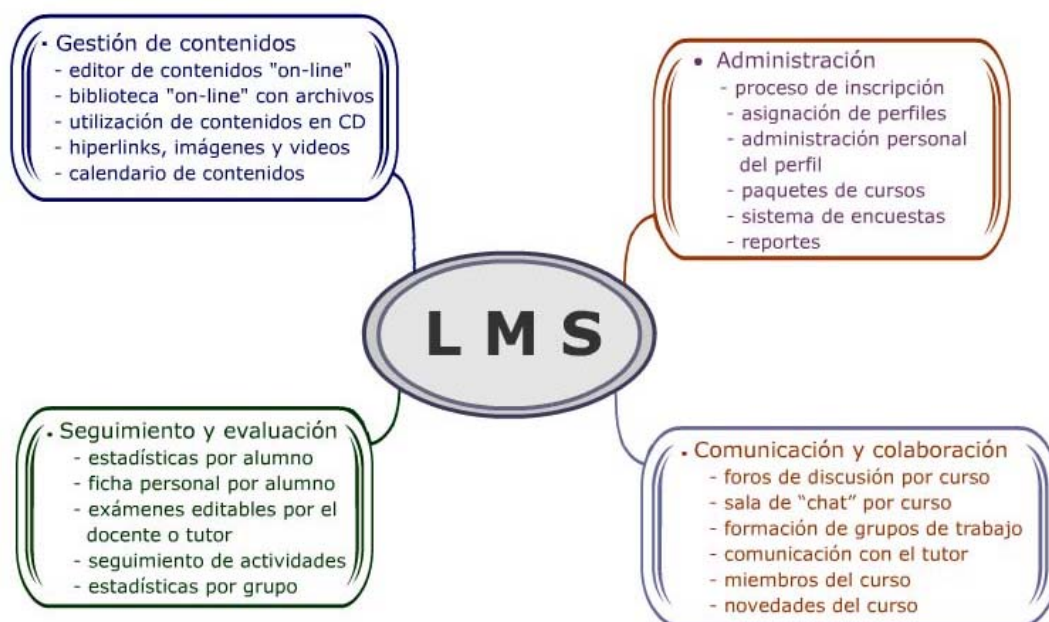 · Gestión de contenidos
- editor de contenidos "on-line"
- biblioteca "on-line" con archivos
- utilización de contenidos en CD
- hiperlinks, imágenes y videos
- calendario de contenidos
• Administración
- proceso de inscripción
- asignación de perfiles
- administración personal
del perfil
- paquetes de cursos
- sistema de encuestas
- reportes
L M S
· Seguimiento y evaluación
- estadísticas por alumno
- ficha personal por alumno
- exámenes editables por el
docente o tutor
- seguimiento de actividades
- estadísticas por grupo
· Comunicación y colaboración
- foros de discusión por curso
- sala de “chat” por curso
- formación de grupos de trabajo
- comunicación con el tutor
- miembros del curso
- novedades del curso